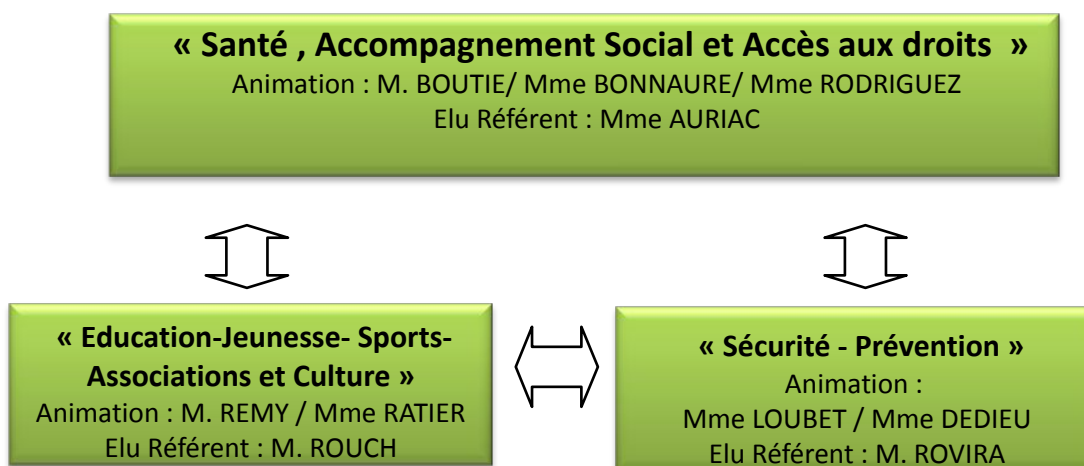 « Santé , Accompagnement Social et Accès aux droits »
Animation : M. BOUTIE/ Mme BONNAURE/ Mme RODRIGUEZ
Elu Référent : Mme AURIAC
« Education-Jeunesse- Sports-
Associations et Culture »
Animation : M. REMY / Mme RATIER
Elu Référent : M. ROUCH
« Sécurité - Prévention »
Animation :
Mme LOUBET / Mme DEDIEU
Elu Référent : M. ROVIRA